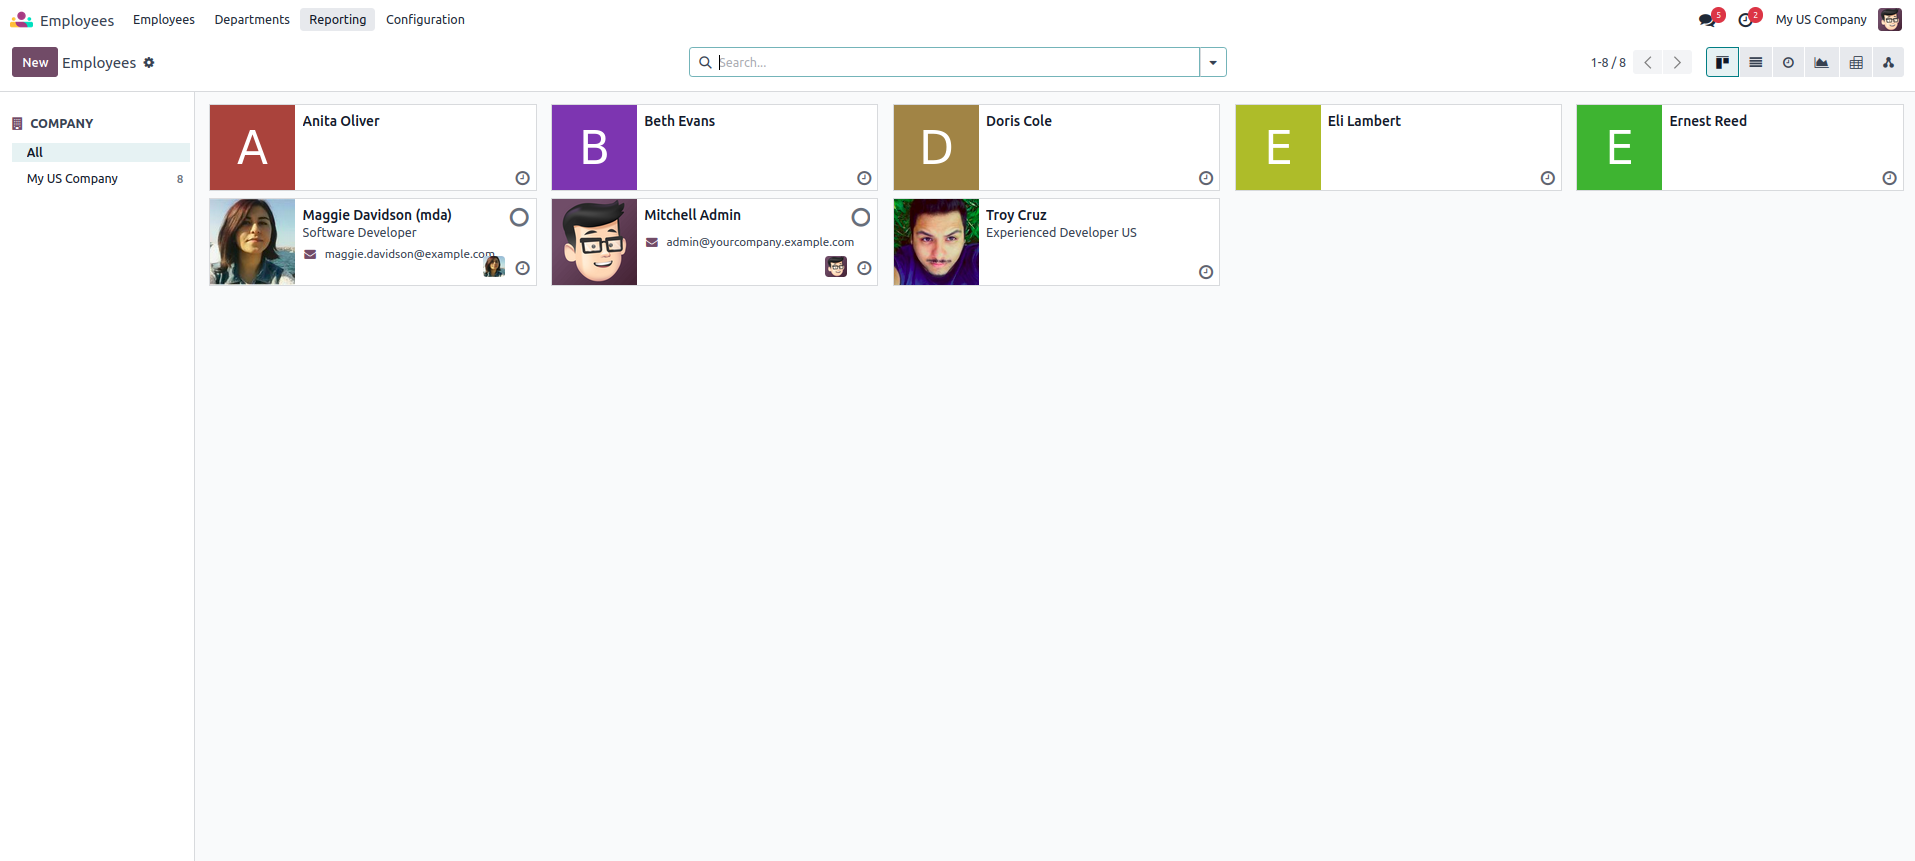 Employees Employees Departments Reporting Configuration 5 2 My US Company
New Employees Search... 1-8 / 8
COMPANY
All
My US Company 8
A Anita Oliver
B Beth Evans
D Doris Cole
E Eli Lambert
E Ernest Reed
Maggie Davidson (mda)
Software Developer
maggie.davidson@example.com
Mitchell Admin
admin@yourcompany.example.com
Troy Cruz
Experienced Developer US